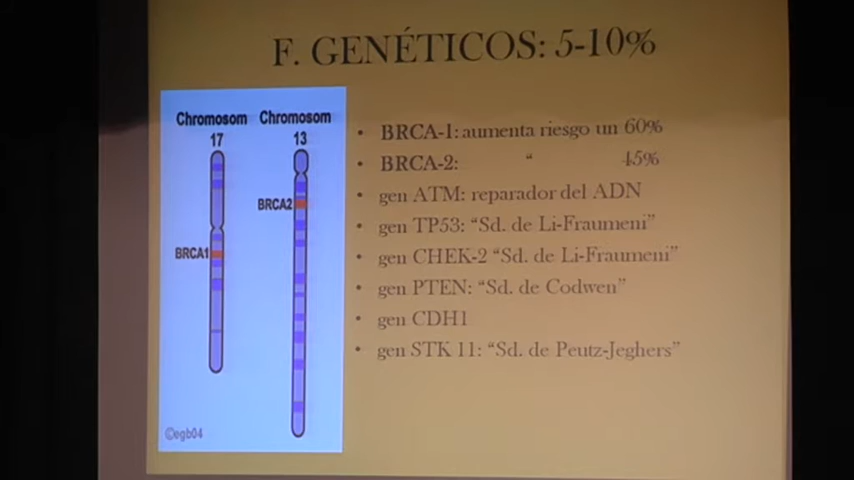 F. GENÉTICOS: 5-10%
Chromosom Chromosom
17 13
BRCA2
BRCA1
©egb04
• BRCA-1: aumenta riesgo un 60%
• BRCA-2: “ 45%
• gen ATM: reparador del ADN
• gen TP53: “Sd. de Li-Fraumeni”
• gen CHEK-2 “Sd. de Li-Fraumeni”
• gen PTEN: “Sd. de Codwen”
• gen CDH1
• gen STK 11: “Sd. de Peutz-Jeghers”